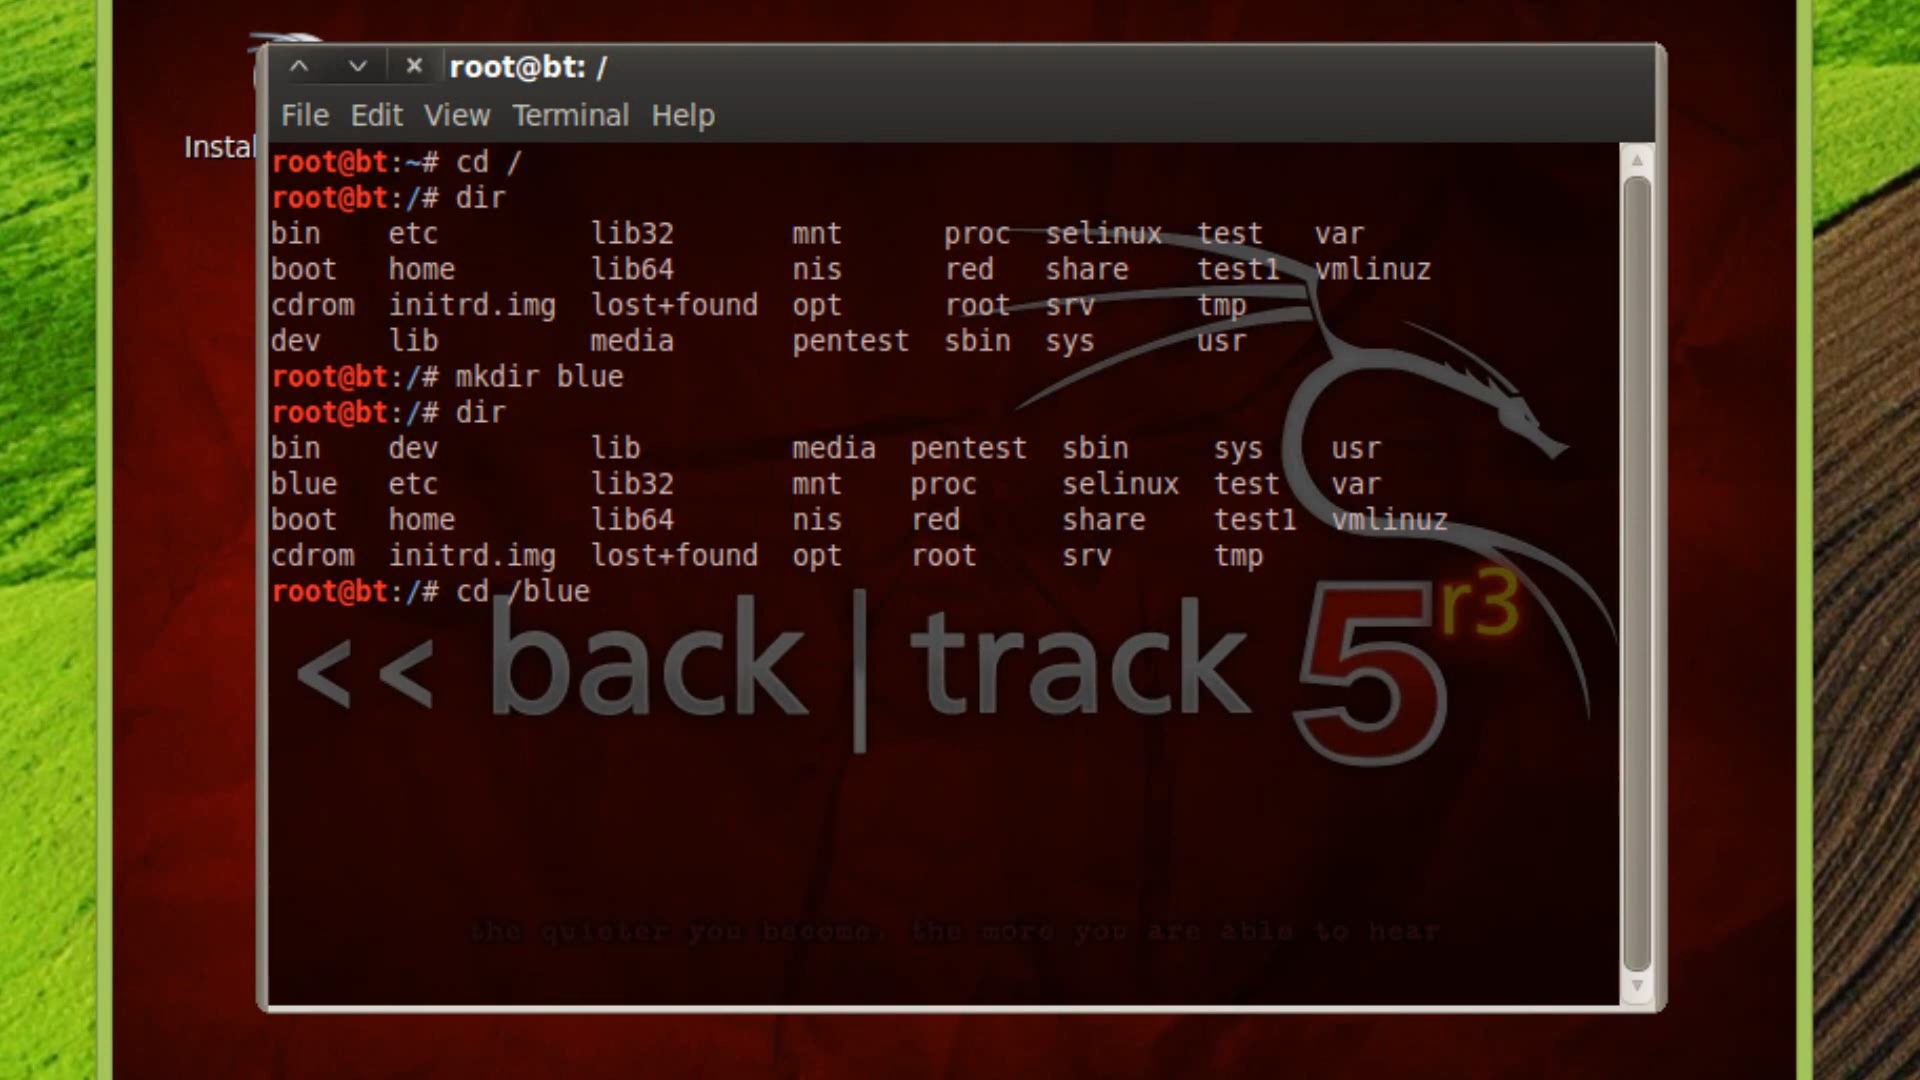 root@bt: /
File Edit View Terminal Help
Instal
root@bt:~# cd /
root@bt:/# dir
bin etc lib32 mnt proc selinux test var
boot home lib64 nis red share test1 vmlinuz
cdrom initrd.img lost+found opt root srv tmp
dev lib media pentest sbin sys usr
root@bt:/# mkdir blue
root@bt:/# dir
bin dev lib media pentest sbin sys usr
blue etc lib32 mnt proc selinux test var
boot home lib64 nis red share test1 vmlinuz
cdrom initrd.img lost+found opt root srv tmp
root@bt:/# cd /blue
<< back | track 5 r3
the quieter you become, the more you are able to hear